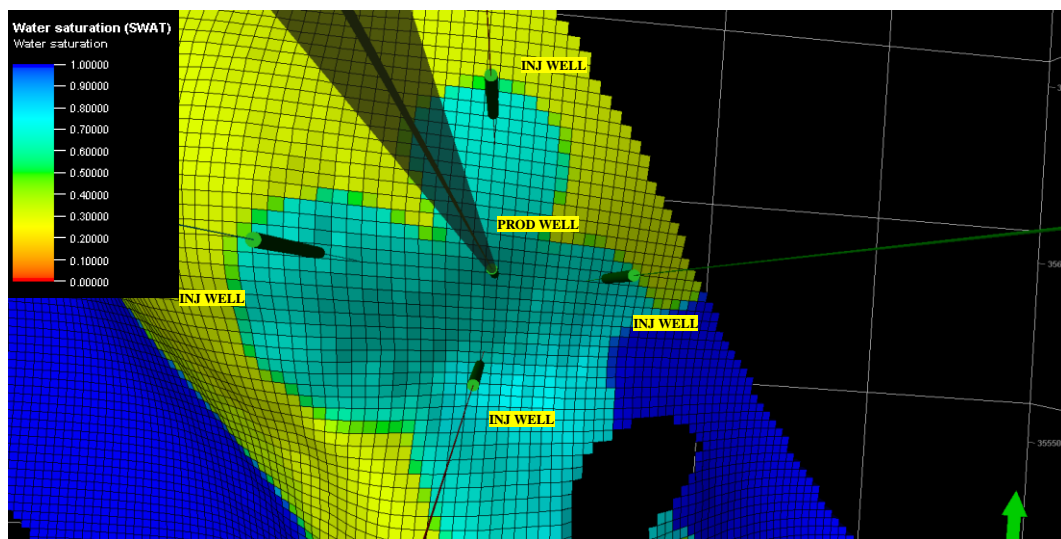 Water saturation (SWAT)
Water saturation
1.00000
0.90000
0.80000
0.70000
0.60000
0.50000
0.40000
0.30000
0.20000
0.10000
0.00000
INJ WELL
PROD WELL
INJ WELL
INJ WELL
INJ WELL
35550